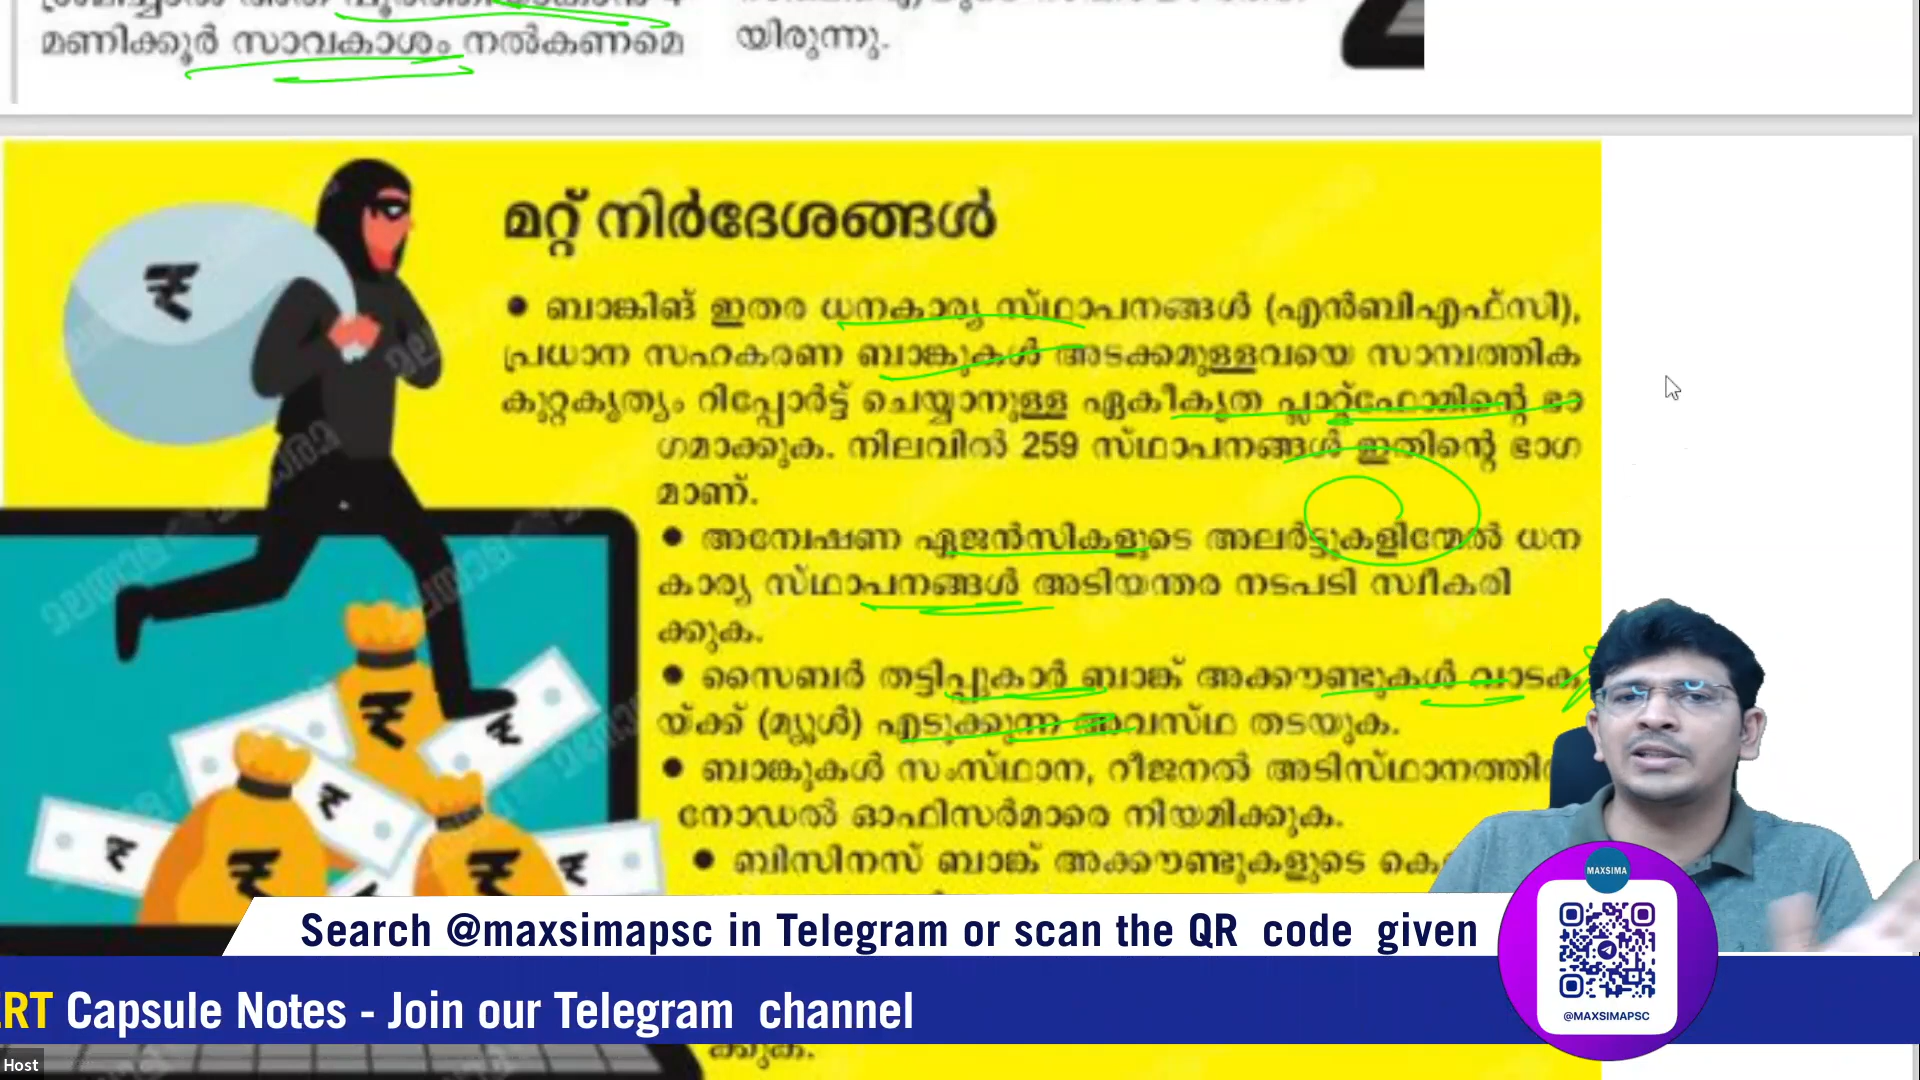 മണിക്കൂർ സാവകാശം നൽകണമെ
യിരുന്നു.
മറ്റ് നിർദേശങ്ങൾ
● ബാങ്കിങ് ഇതര ധനകാര്യ സ്ഥാപനങ്ങൾ (എൻബിഎഫ്സി),
പ്രധാന സഹകരണ ബാങ്കുകൾ അടക്കമുള്ളവയെ സാമ്പത്തിക
കുറ്റകൃത്യം റിപ്പോർട്ട് ചെയ്യാനുള്ള ഏകീകൃത പ്ലാറ്റ്ഫോമിന്റെ ഭാ
ഗമാക്കുക. നിലവിൽ 259 സ്ഥാപനങ്ങൾ ഇതിന്റെ ഭാഗ
മാണ്.
● അന്വേഷണ ഏജൻസികളുടെ അലർട്ടുകളിന്മേൽ ധന
കാര്യ സ്ഥാപനങ്ങൾ അടിയന്തര നടപടി സ്വീകരി
ക്കുക.
● സൈബർ തട്ടിപ്പുകാർ ബാങ്ക് അക്കൗണ്ടുകൾ വാടക
യ്ക്ക് (മ്യൂൾ) എടുക്കുന്ന അവസ്ഥ തടയുക.
● ബാങ്കുകൾ സംസ്ഥാന, റീജനൽ
നോഡൽ ഓഫിസർമാരെ നിയമിക്കുക.
● ബിസിനസ് ബാങ്ക് അക്കൗണ്ടുകളുടെ
Search @maxsimapsc in Telegram or scan the QR code given
MAXSIMA
@MAXSIMAPSC
RT Capsule Notes - Join our Telegram channel
ക്കുക.
Host